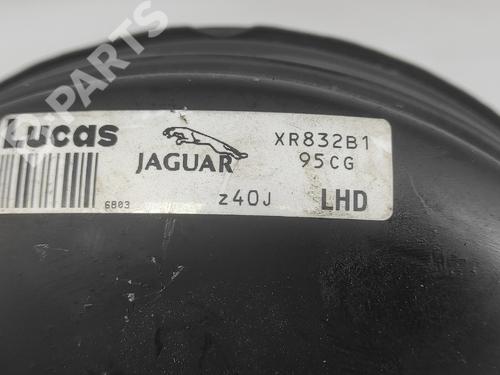 B-PARTS
Lucas
JAGUAR
XR832B1
95CG
6803
z40J
LHD